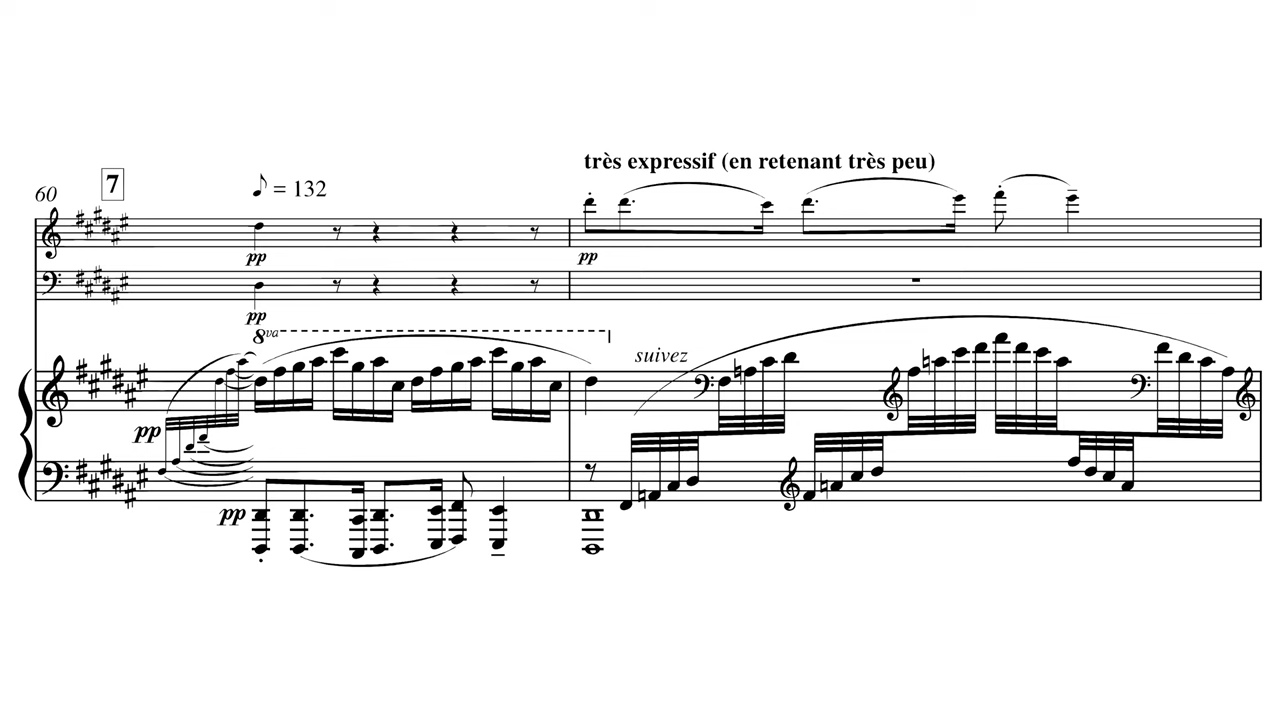 très expressif (en retenant très peu)
60
7
♪ = 132
pp
pp
pp
8va
suivez
pp
pp